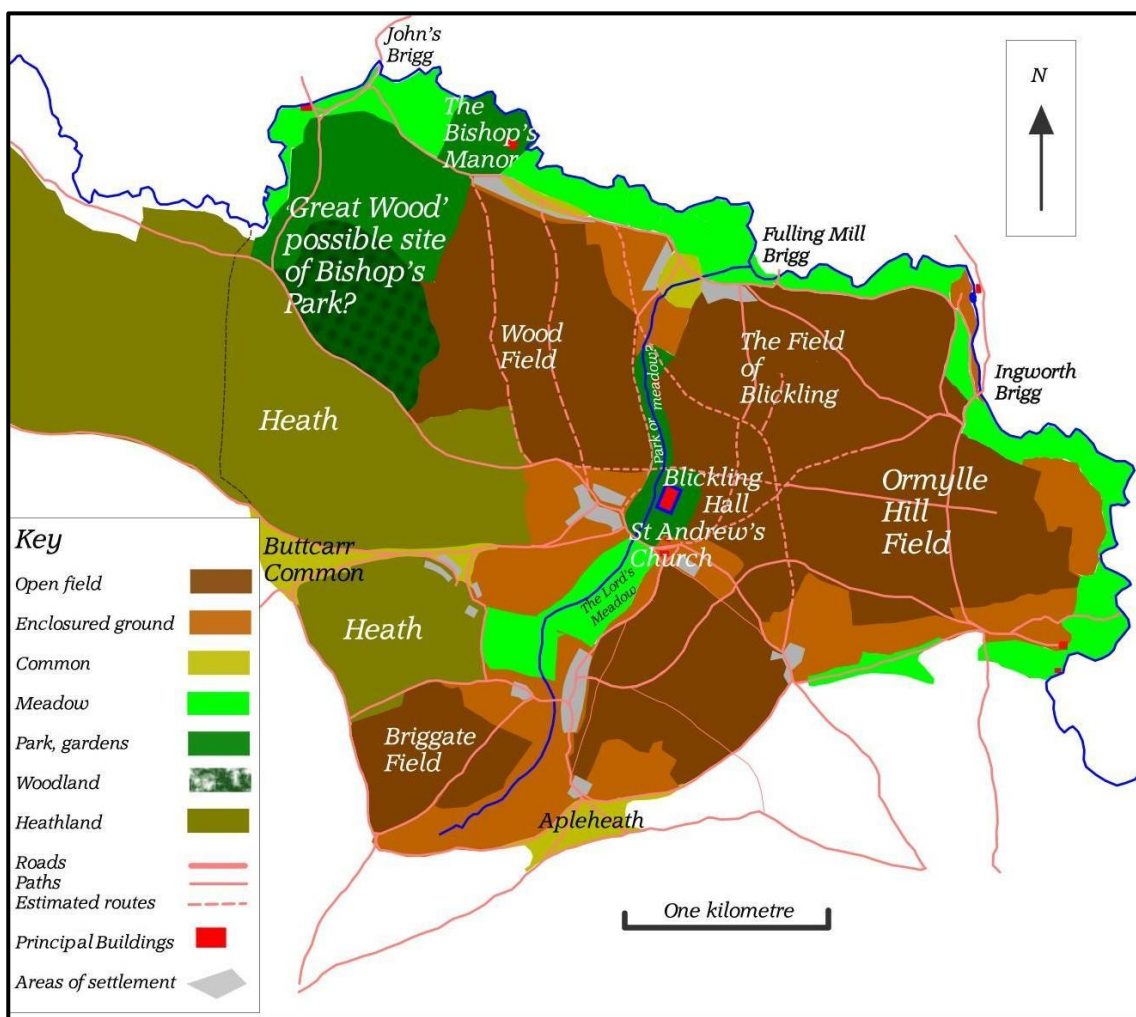 John's
Brigg
N
The
Bishop's
Manor
'Great Wood'
possible site
of Bishop's
Park?
Fulling Mill
Brigg
Wood
Field
The Field
of
Blickling
Park or meadow?
Ingworth
Brigg
Heath
Blickling
Hall
St Andrew's
Church
Ormylle
Hill
Field
Buttcarr
Common
The Lord's
Meadow
Heath
Briggate
Field
Apleheath
One kilometre
Key
Open field
Enclosured ground
Common
Meadow
Park, gardens
Woodland
Heathland
Roads
Paths
Estimated routes
Principal Buildings
Areas of settlement